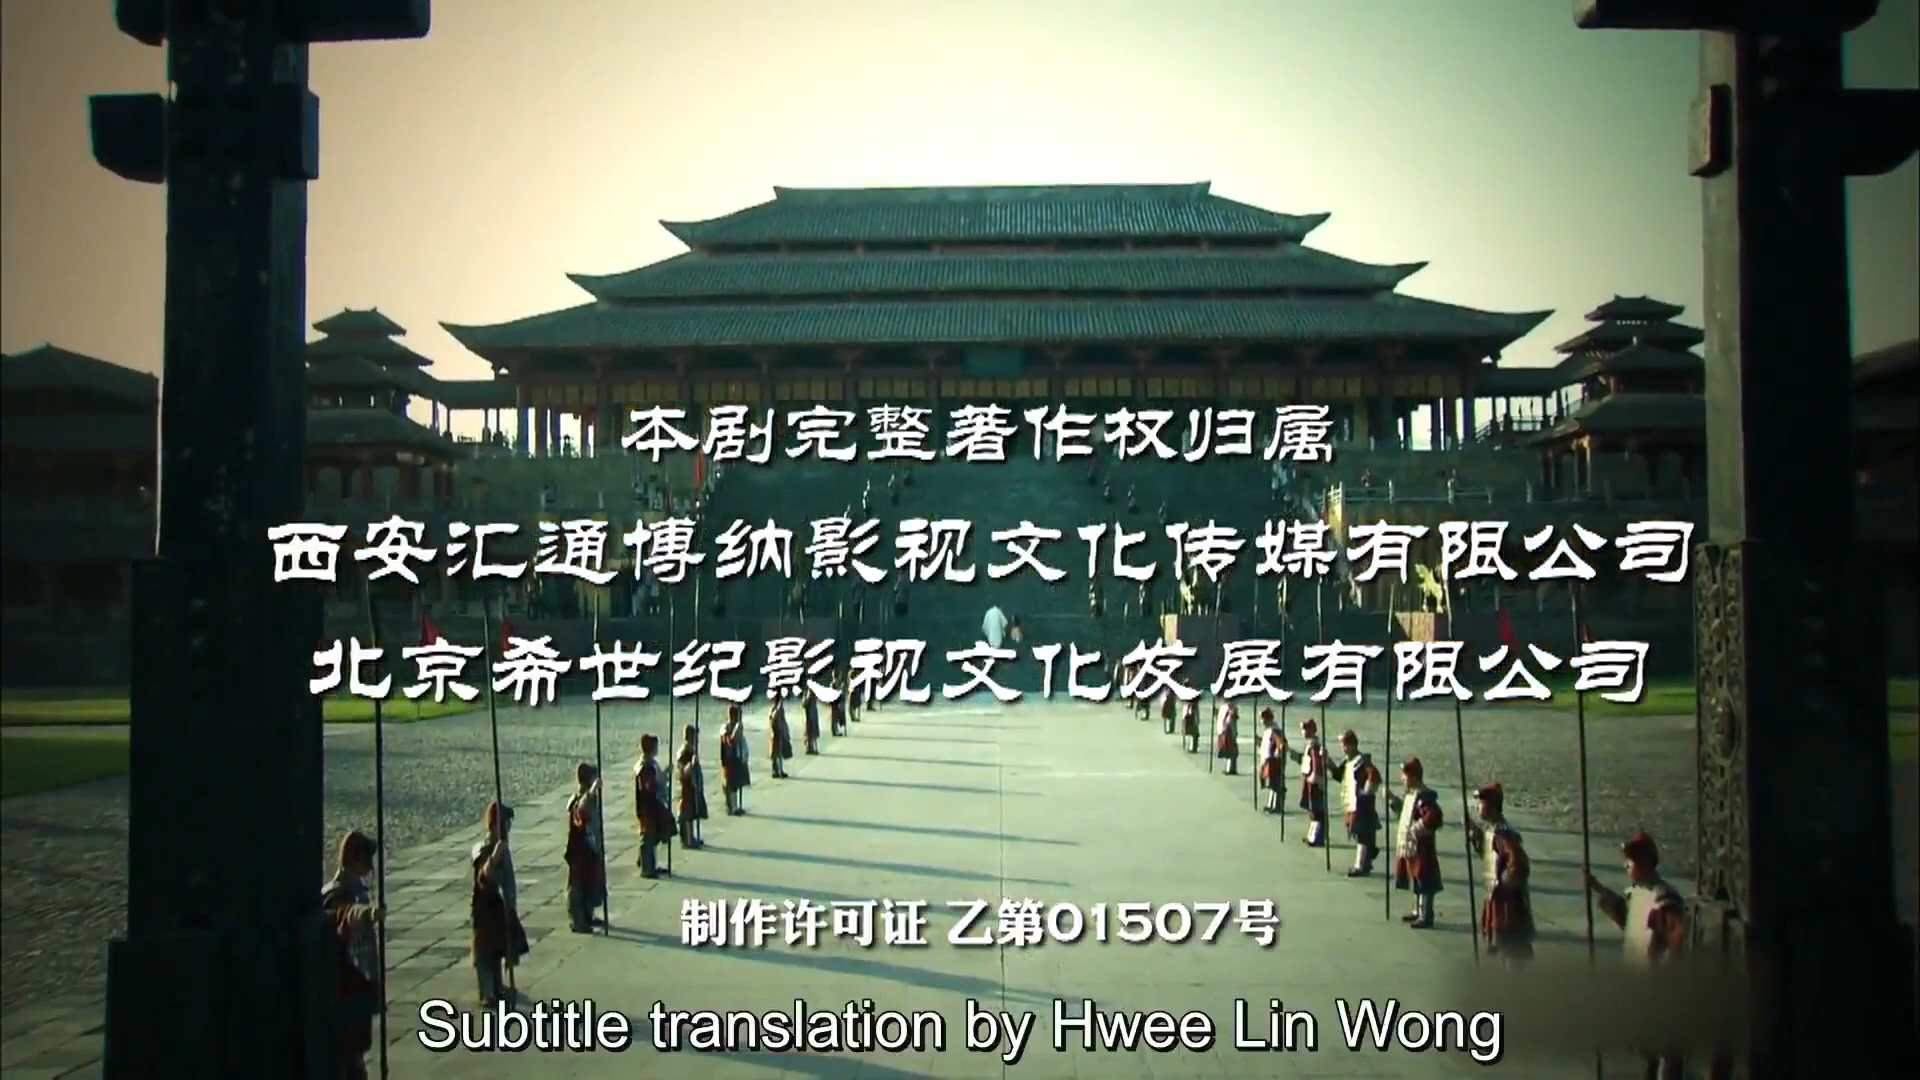 本剧完整著作权归属
西安汇通博纳影视文化传媒有限公司
北京希世纪影视文化发展有限公司
制作许可证 乙第01507号
Subtitle translation by Hwee Lin Wong